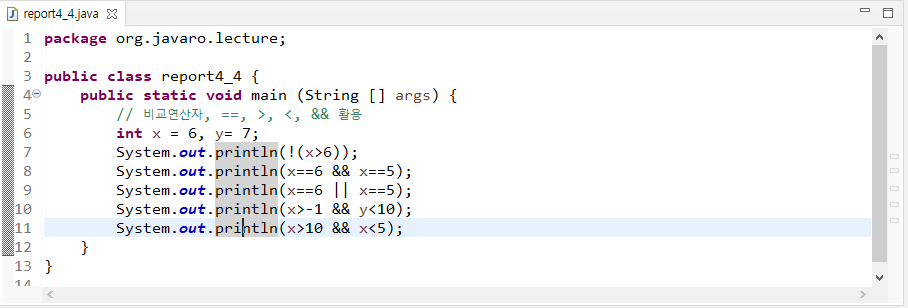 report4_4.java
1 package org.javaro.lecture;
2
3 public class report4_4 {
4 public static void main (String [] args) {
5 // 비교연산자, ==, >, <, && 활용
6 int x = 6, y= 7;
7 System.out.println(!(x>6));
8 System.out.println(x==6 && x==5);
9 System.out.println(x==6 || x==5);
10 System.out.println(x>-1 && y<10);
11 System.out.println(x>10 && x<5);
12 }
13 }
14